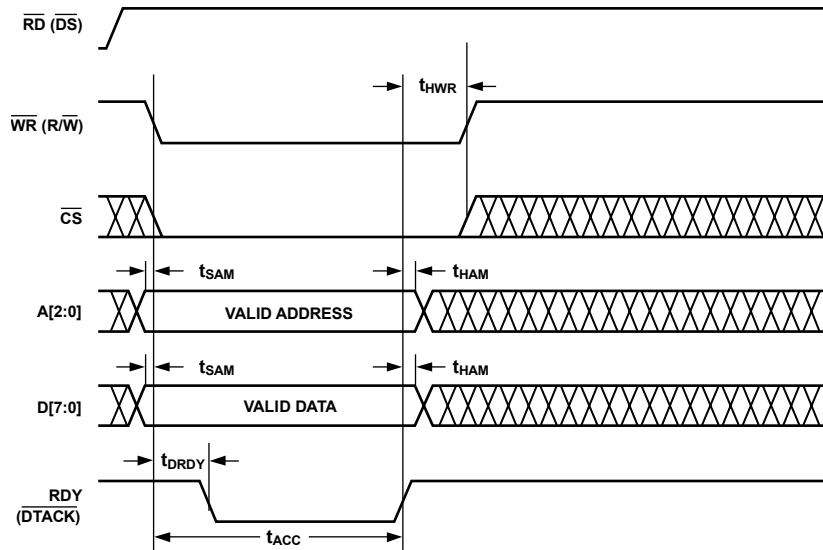 RD (DS)
tHWR
WR (R/W)
CS
tSAM
tHAM
A[2:0]
VALID ADDRESS
tSAM
tHAM
D[7:0]
VALID DATA
tDRDY
RDY
(DTACK)
tACC